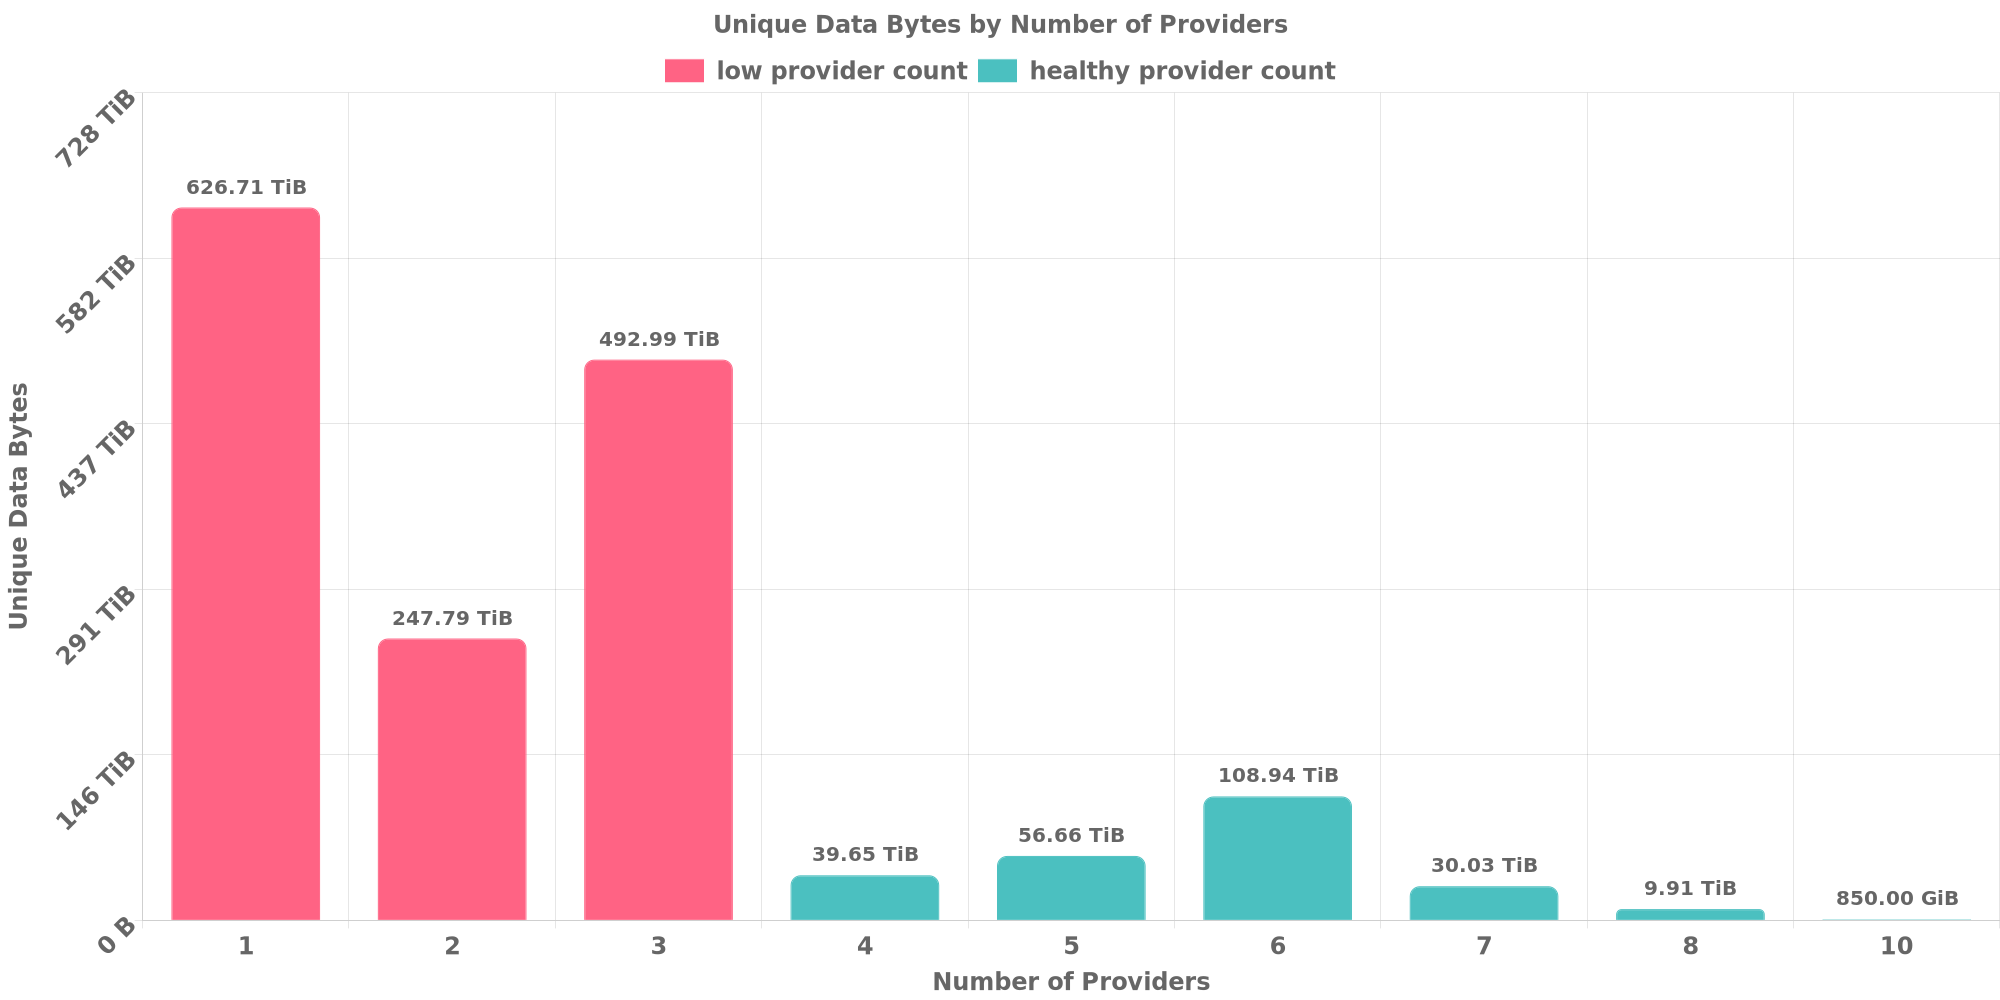 Unique Data Bytes by Number of Providers
low provider count healthy provider count
728 TiB
582 TiB
437 TiB
291 TiB
146 TiB
0 B
Unique Data Bytes
626.71 TiB
247.79 TiB
492.99 TiB
39.65 TiB
56.66 TiB
108.94 TiB
30.03 TiB
9.91 TiB
850.00 GiB
1 2 3 4 5 6 7 8 10
Number of Providers